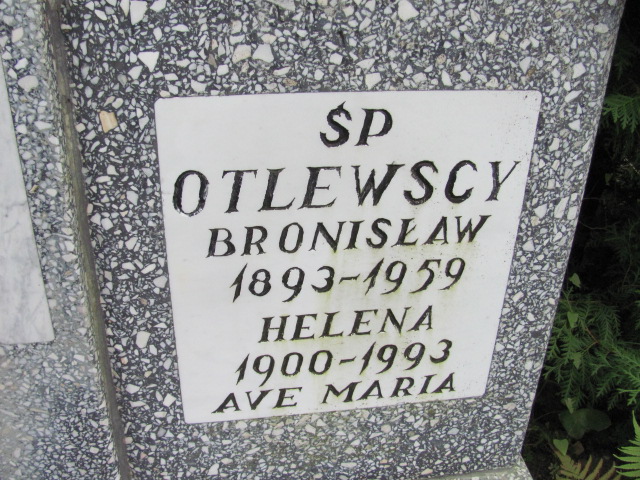 ŚP
OTLEWSCY
BRONISŁAW
1893-1959
HELENA
1900-1993
AVE MARIA